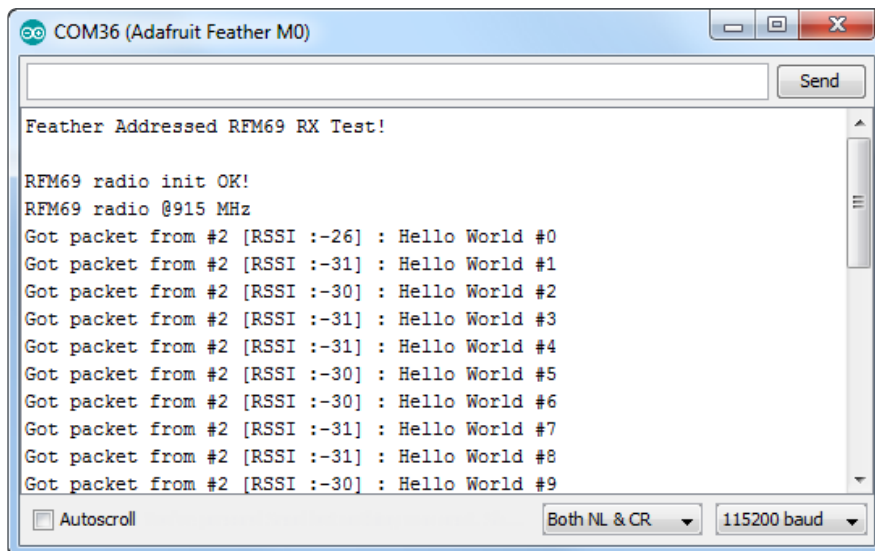 COM36 (Adafruit Feather M0)
Send
Feather Addressed RFM69 RX Test!
RFM69 radio init OK!
RFM69 radio @915 MHz
Got packet from #2 [RSSI :-26] : Hello World #0
Got packet from #2 [RSSI :-31] : Hello World #1
Got packet from #2 [RSSI :-30] : Hello World #2
Got packet from #2 [RSSI :-31] : Hello World #3
Got packet from #2 [RSSI :-31] : Hello World #4
Got packet from #2 [RSSI :-30] : Hello World #5
Got packet from #2 [RSSI :-30] : Hello World #6
Got packet from #2 [RSSI :-31] : Hello World #7
Got packet from #2 [RSSI :-31] : Hello World #8
Got packet from #2 [RSSI :-30] : Hello World #9
Autoscroll Both NL & CR 115200 baud